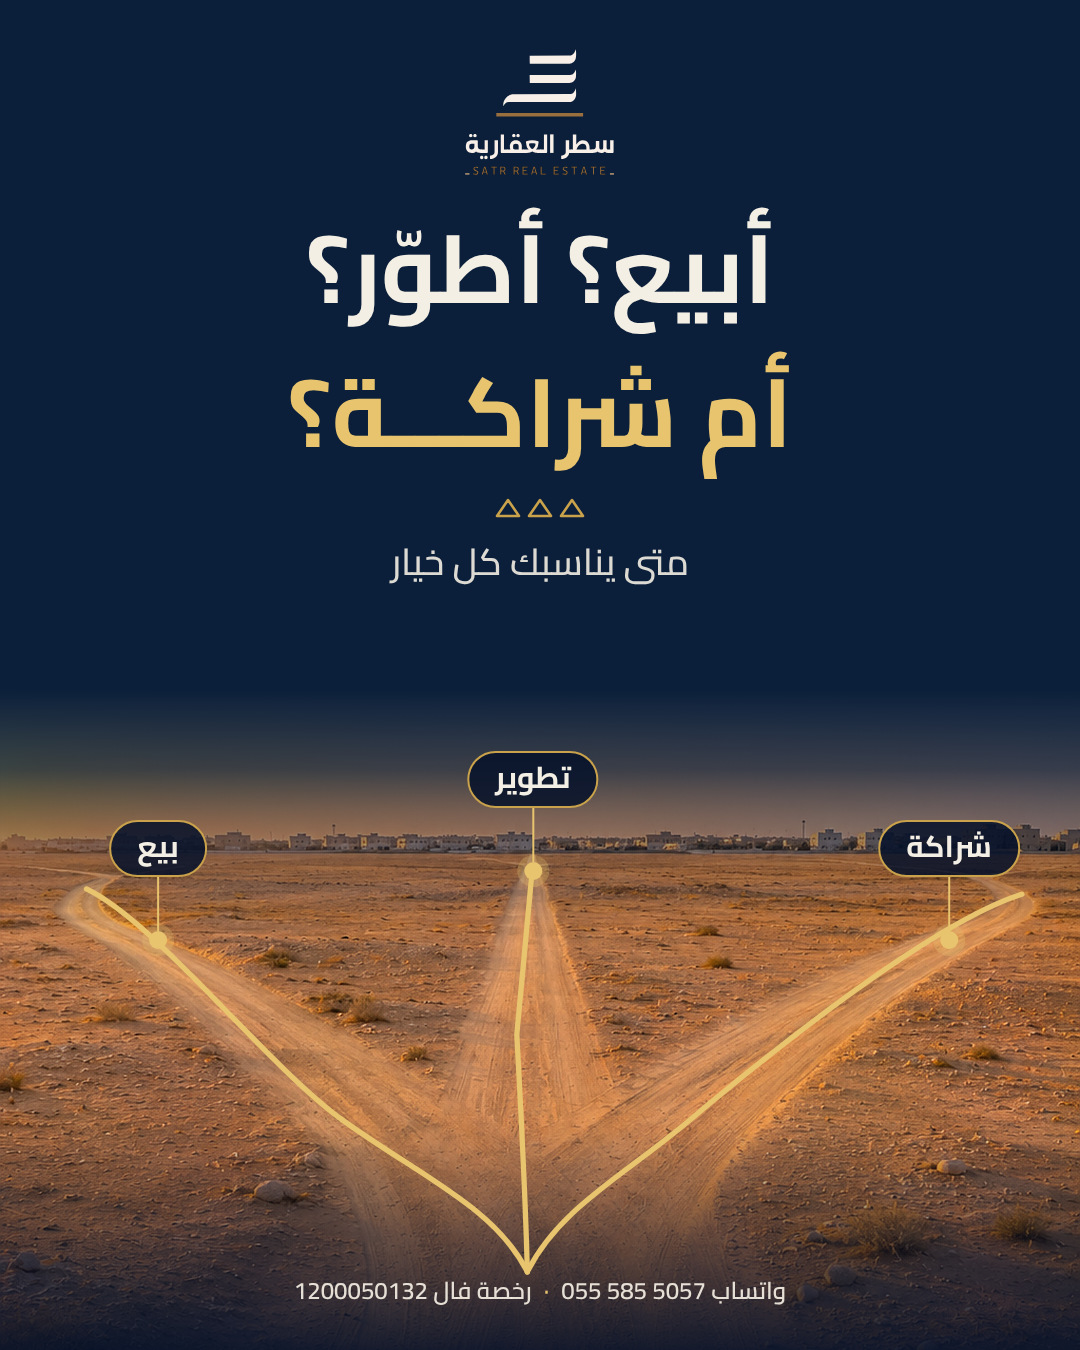 سطر العقارية
SATR REAL ESTATE
أبيع؟ أطوّر؟
أم شراكـــة؟
متى يناسبك كل خيار
تطوير
شراكة
بيع
واتساب 5057 585 055 · رخصة فال 1200050132